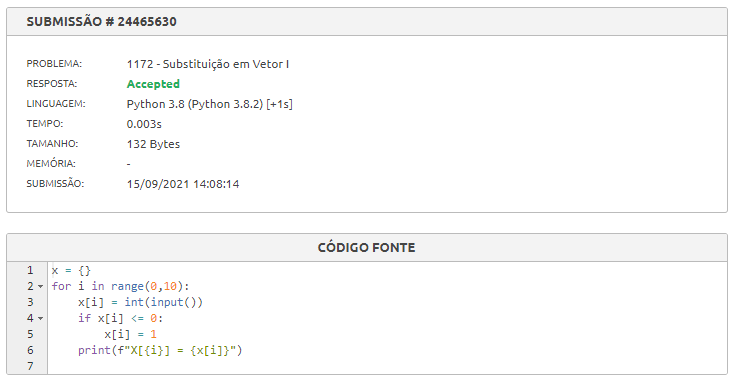 SUBMISSÃO # 24465630
PROBLEMA: 1172 - Substituição em Vetor I
RESPOSTA: Accepted
LINGUAGEM: Python 3.8 (Python 3.8.2) [+1s]
TEMPO: 0.003s
TAMANHO: 132 Bytes
MEMÓRIA: -
SUBMISSÃO: 15/09/2021 14:08:14
CÓDIGO FONTE
1 x = {}
2 for i in range(0,10):
3     x[i] = int(input())
4     if x[i] <= 0:
5         x[i] = 1
6     print(f"X[{i}] = {x[i]}")
7